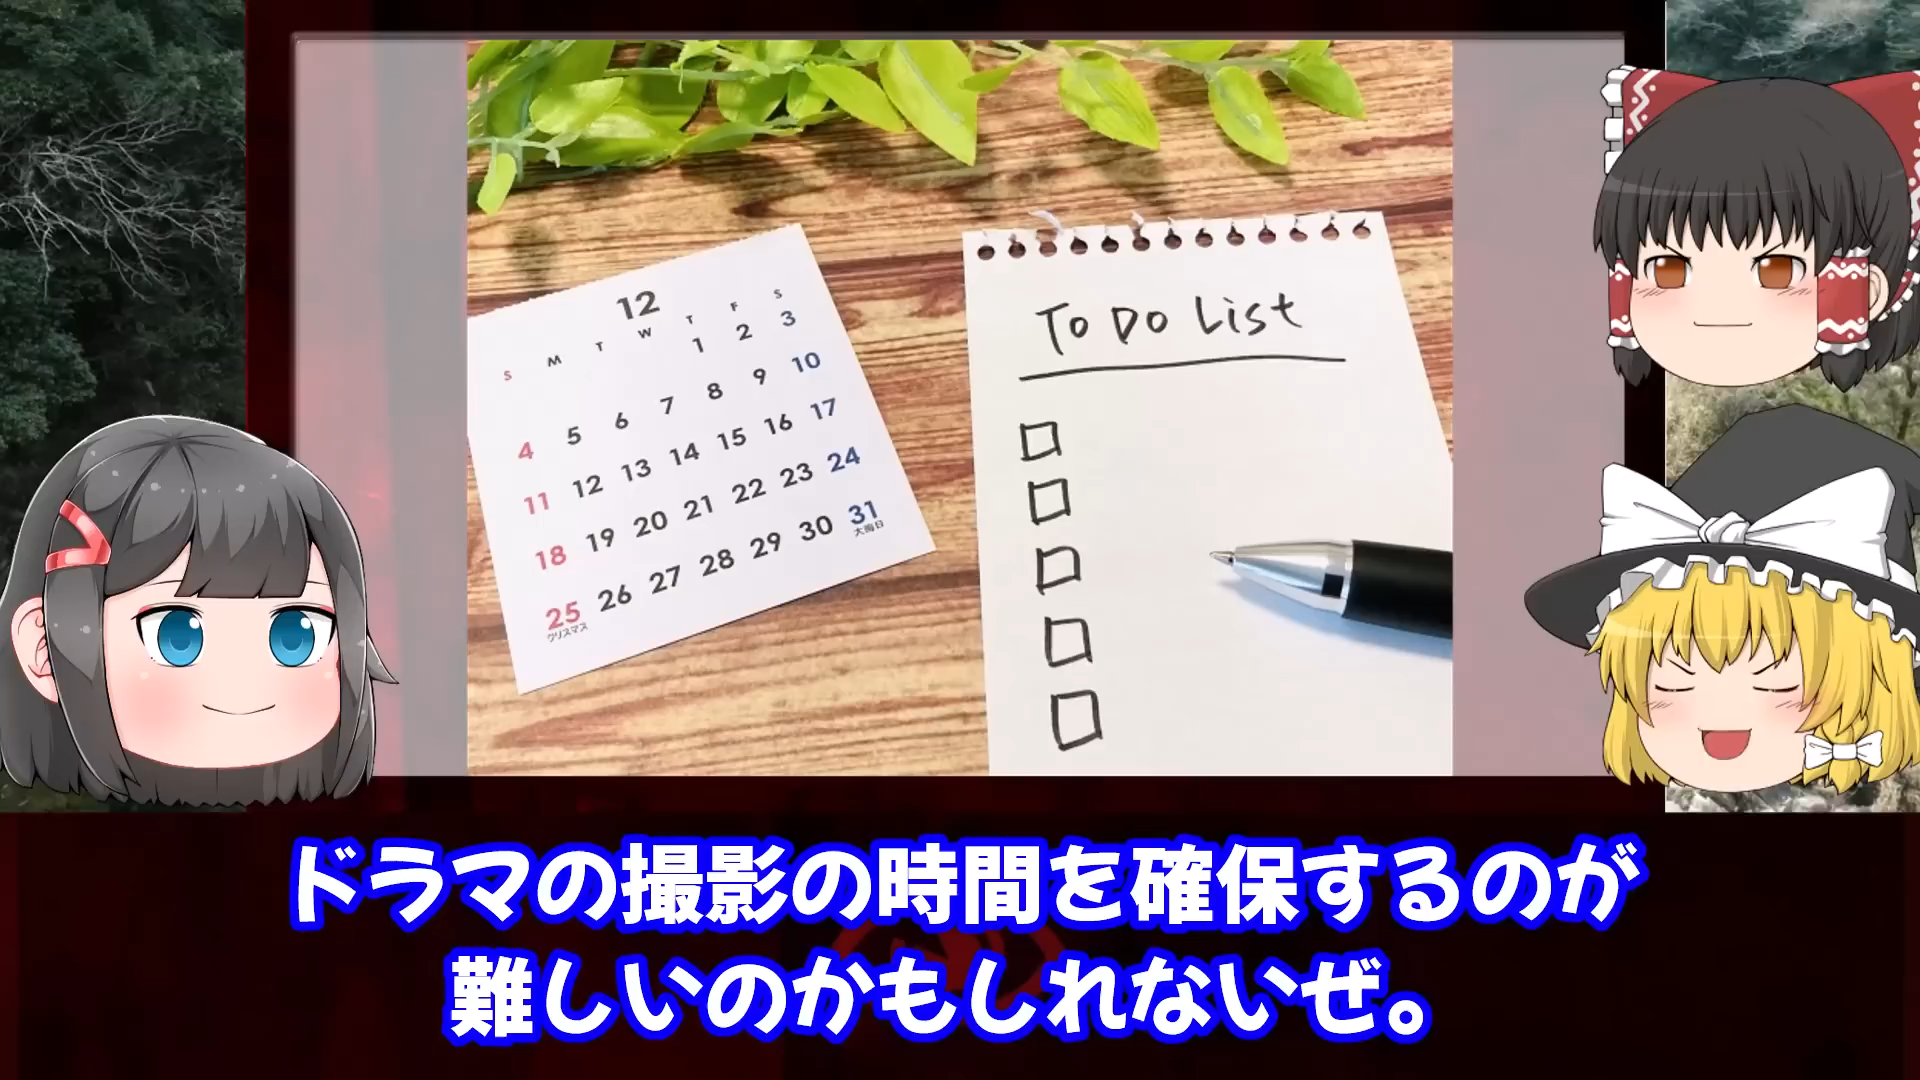 12
S M T W T F S
1 2 3
4 5 6 7 8 9 10
11 12 13 14 15 16 17
18 19 20 21 22 23 24
25 26 27 28 29 30 31
クリスマス
大晦日
To Do List
ドラマの撮影の時間を確保するのが
難しいのかもしれないぜ。